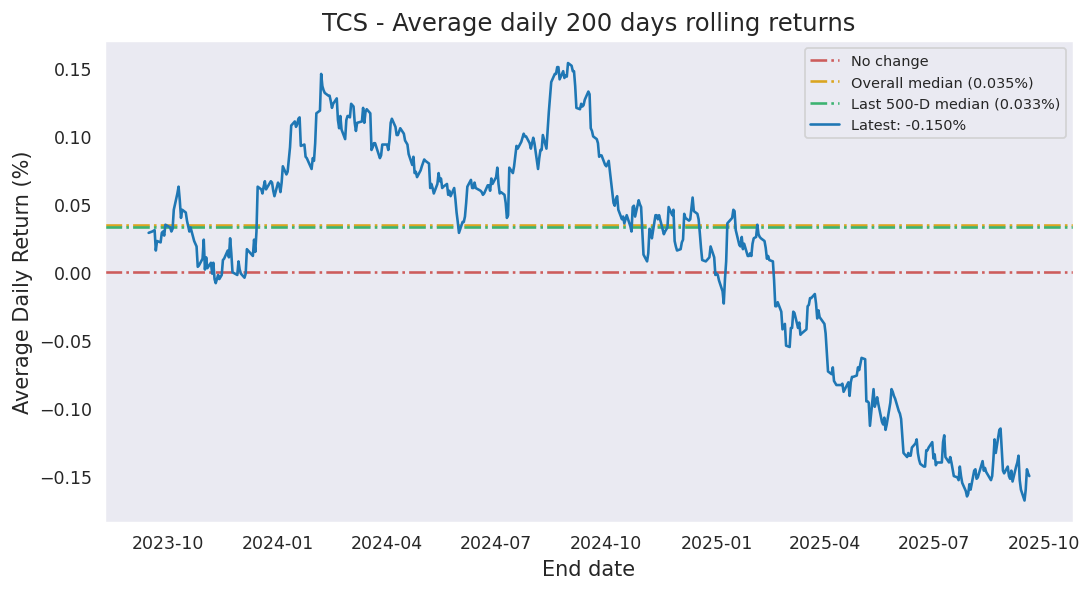 TCS - Average daily 200 days rolling returns
No change
Overall median (0.035%)
Last 500-D median (0.033%)
Latest: -0.150%
Average Daily Return (%)
0.15
0.10
0.05
0.00
−0.05
−0.10
−0.15
2023-10 2024-01 2024-04 2024-07 2024-10 2025-01 2025-04 2025-07 2025-10
End date